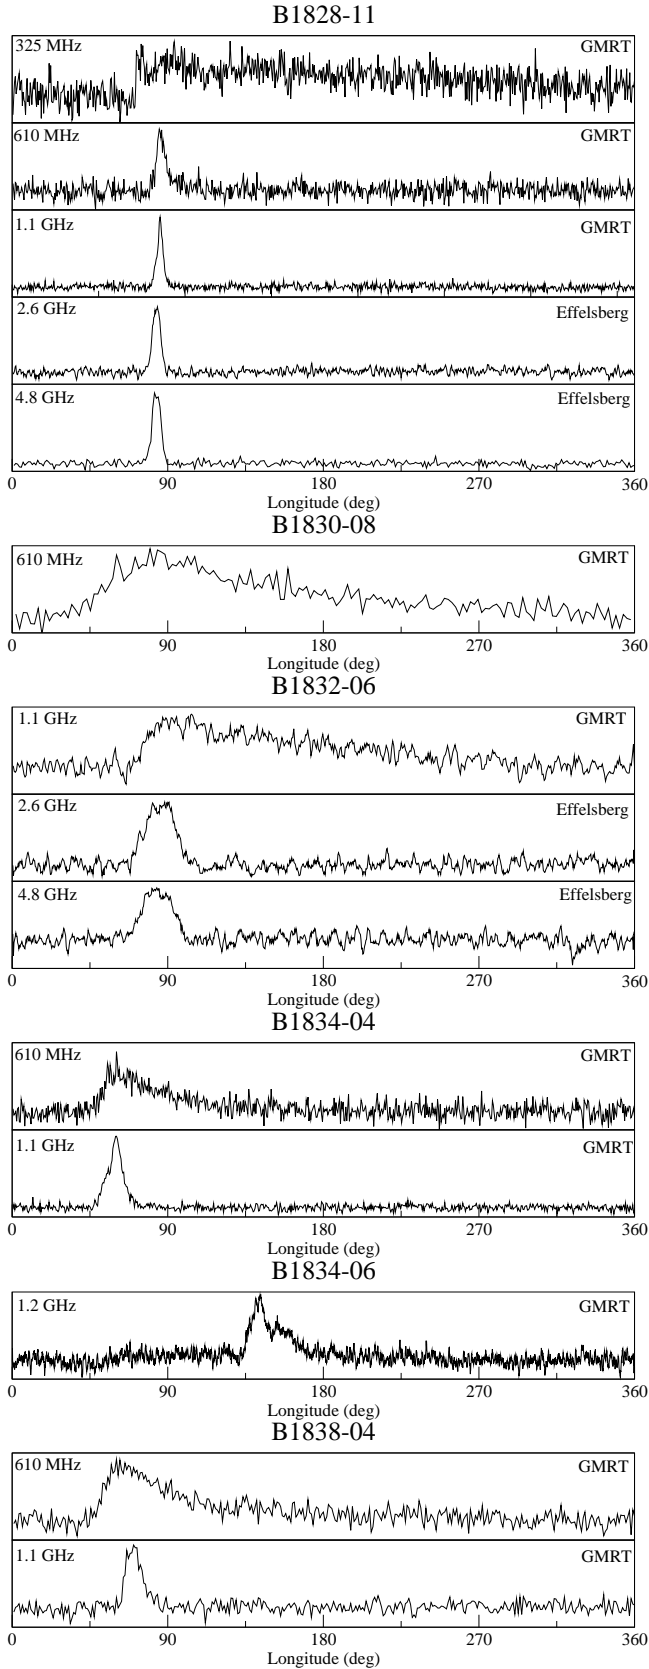 B1828-11
325 MHz GMRT
610 MHz GMRT
1.1 GHz GMRT
2.6 GHz Effelsberg
4.8 GHz Effelsberg
0 90 180 270 360
Longitude (deg)
B1830-08
610 MHz GMRT
0 90 180 270 360
Longitude (deg)
B1832-06
1.1 GHz GMRT
2.6 GHz Effelsberg
4.8 GHz Effelsberg
0 90 180 270 360
Longitude (deg)
B1834-04
610 MHz GMRT
1.1 GHz GMRT
0 90 180 270 360
Longitude (deg)
B1834-06
1.2 GHz GMRT
0 90 180 270 360
Longitude (deg)
B1838-04
610 MHz GMRT
1.1 GHz GMRT
0 90 180 270 360
Longitude (deg)